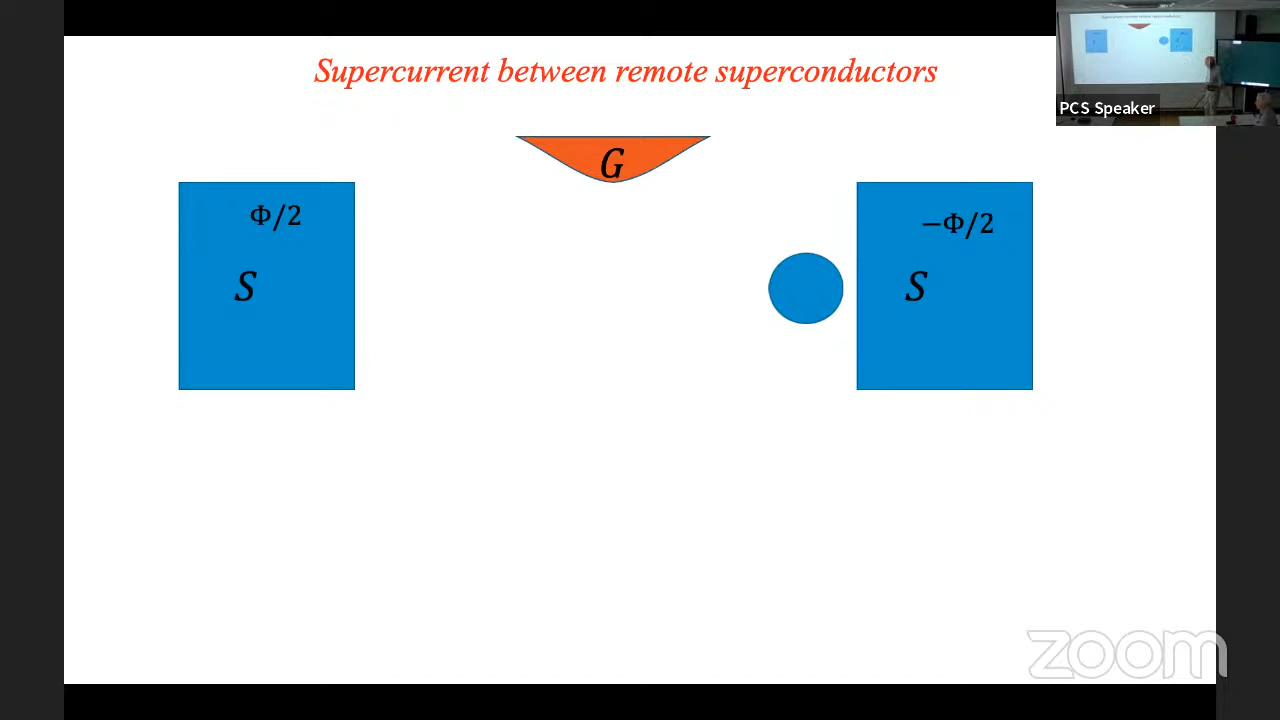 Supercurrent between remote superconductors
PCS Speaker
G
Φ/2
−Φ/2
S
S
zoom